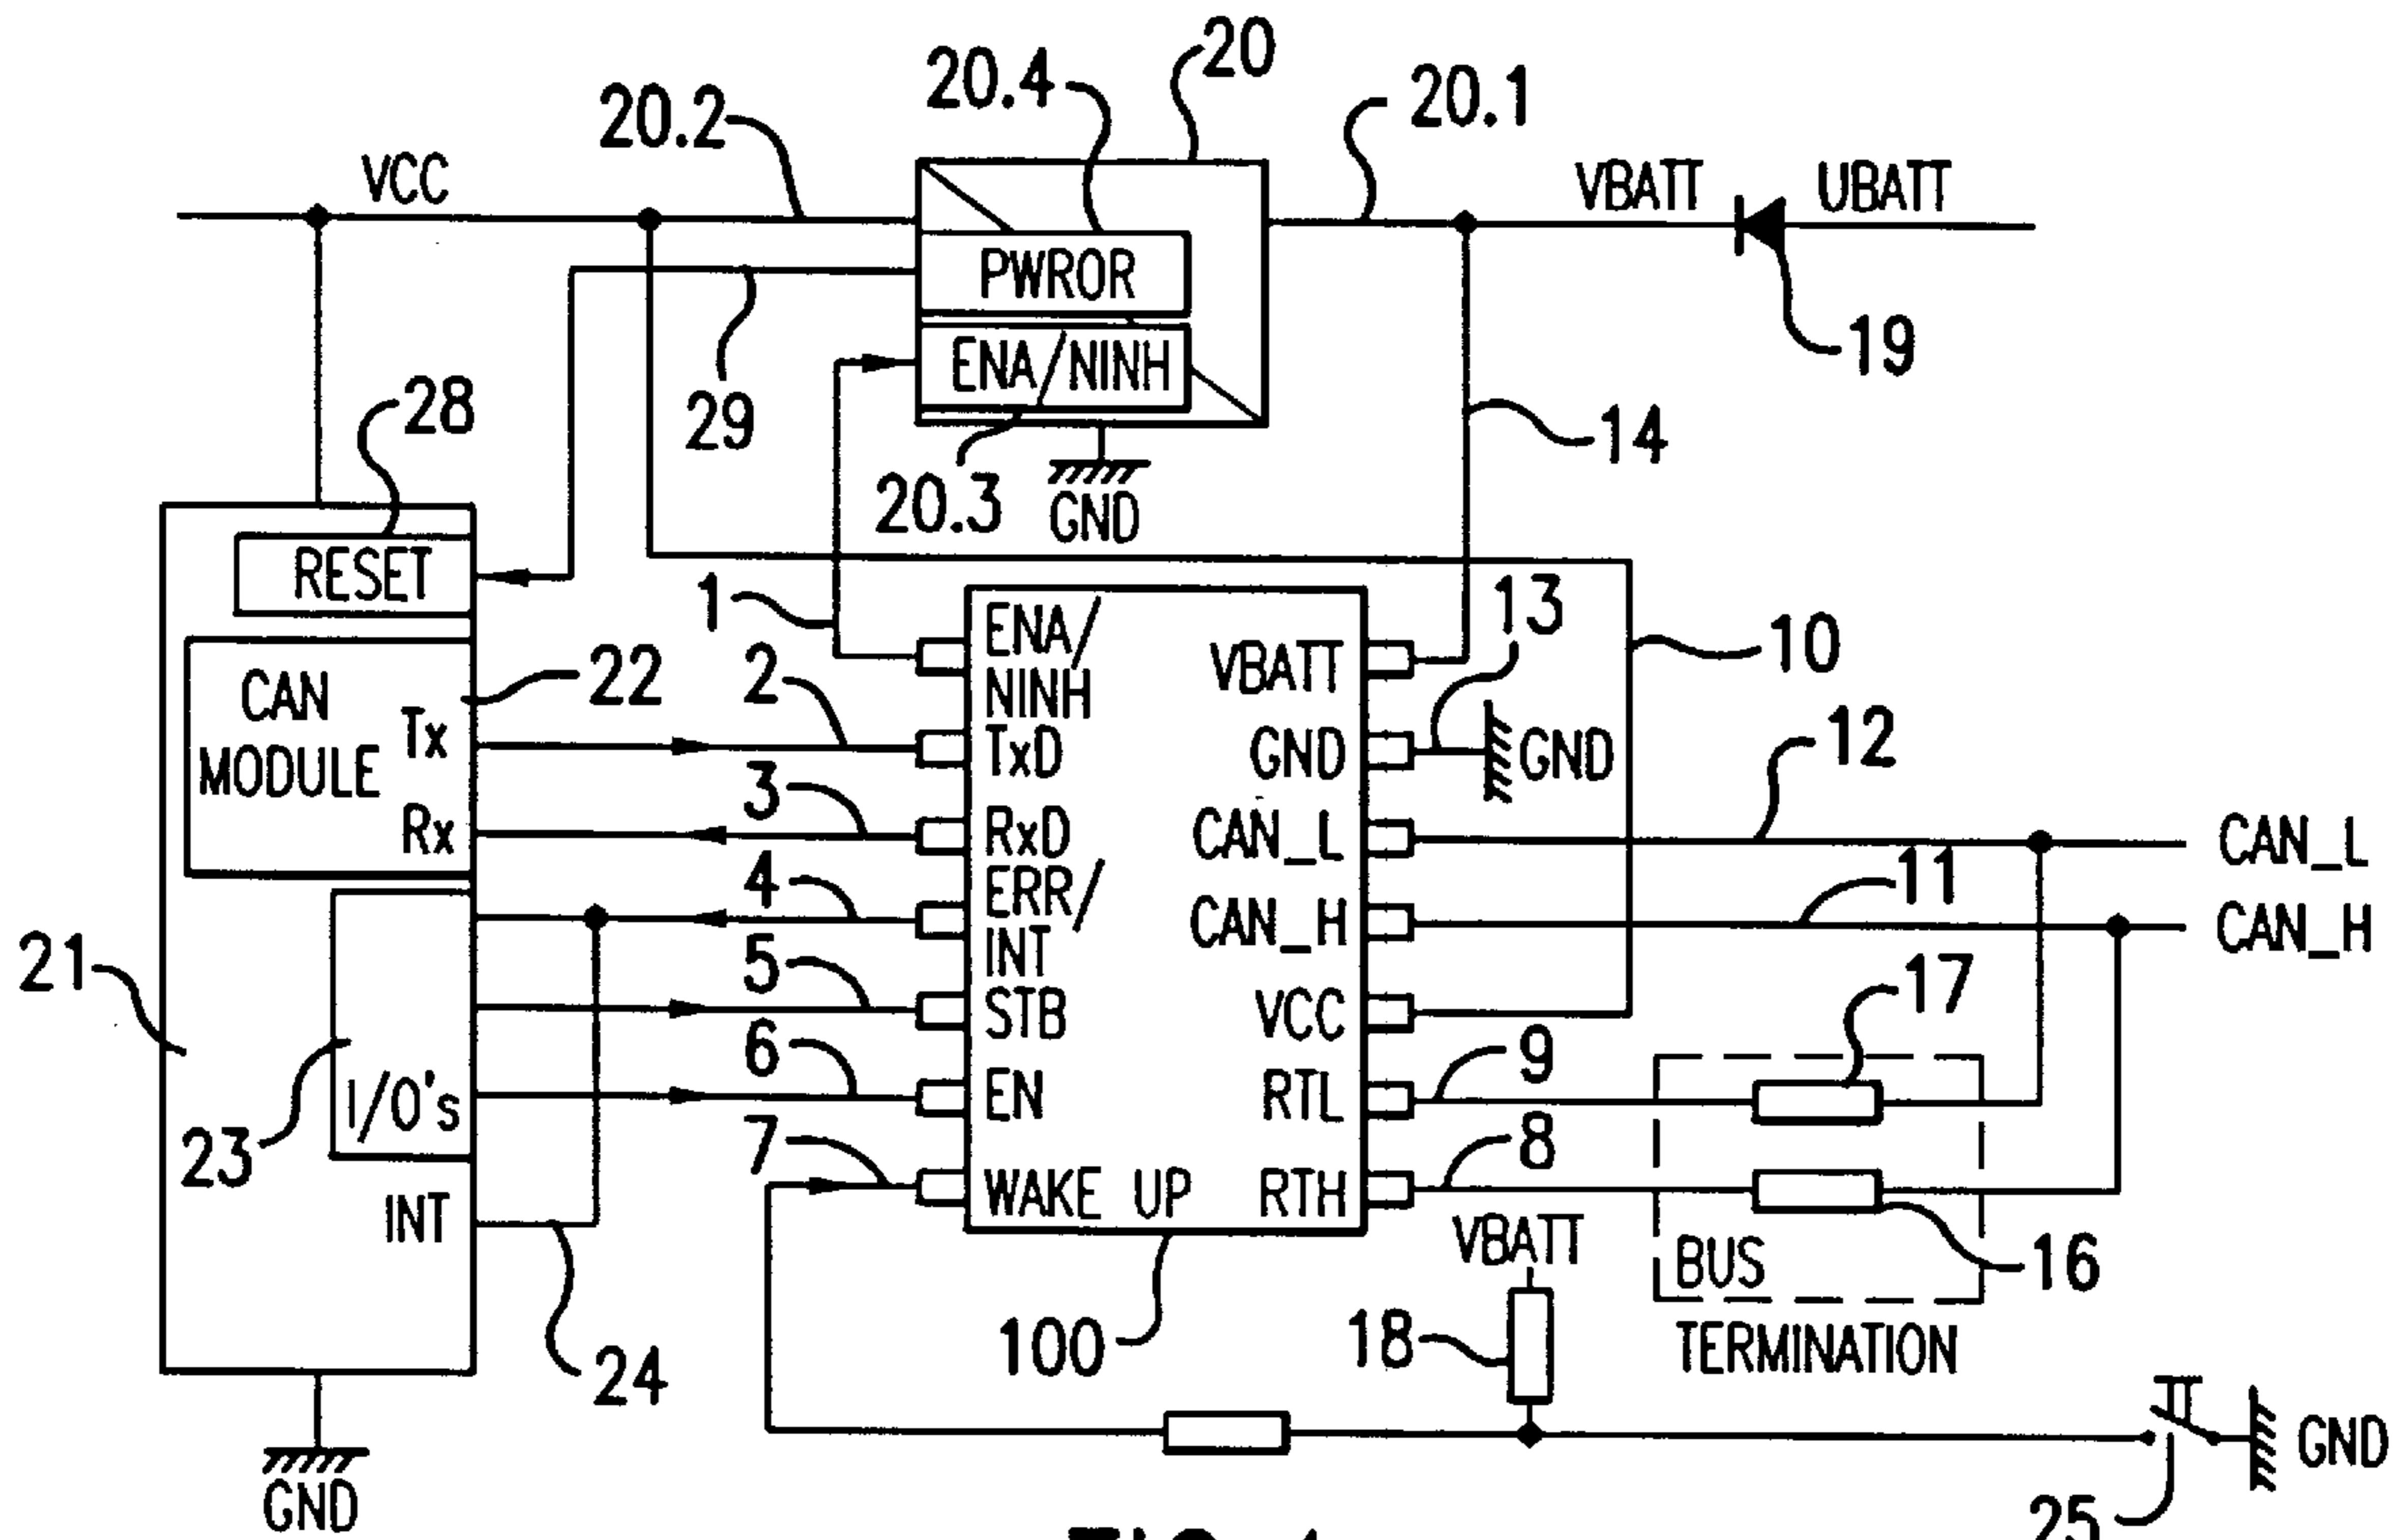 20
20.4
20.1
20.2
VCC
VBATT
UBATT
PWROR
19
ENA/NINH
28
29
14
20.3
GND
RESET
1
13
ENA/
NINH
VBATT
10
22
2
CAN
MODULE
Tx
TxD
GND
GND
12
3
Rx
RxD
CAN_L
CAN_L
4
ERR/
INT
CAN_H
11
CAN_H
21
5
STB
VCC
17
6
9
23
I/O's
EN
RTL
7
8
INT
WAKE UP
RTH
VBATT
BUS
TERMINATION
16
24
100
18
GND
GND
25